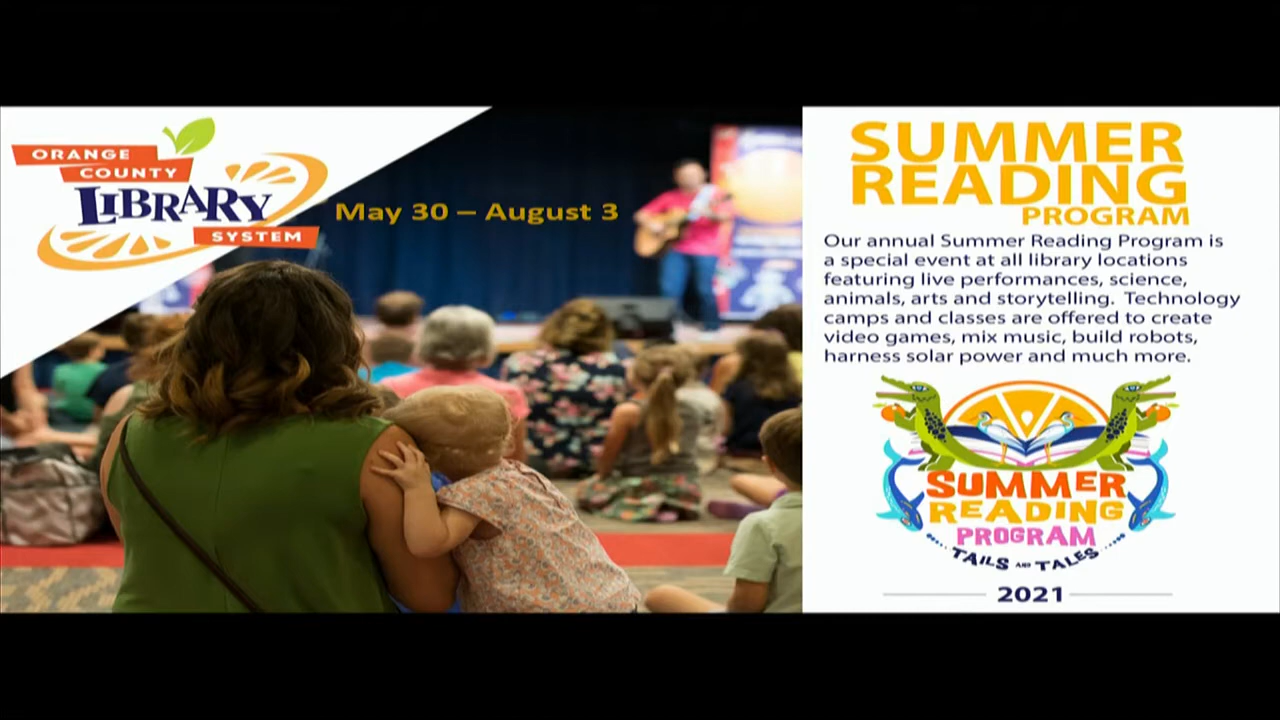 ORANGE
COUNTY
LIBRARY
SYSTEM
May 30 – August 3
SUMMER
READING
PROGRAM
Our annual Summer Reading Program is
a special event at all library locations
featuring live performances, science,
animals, arts and storytelling. Technology
camps and classes are offered to create
video games, mix music, build robots,
harness solar power and much more.
SUMMER
READING
PROGRAM
TAILS AND TALES
2021